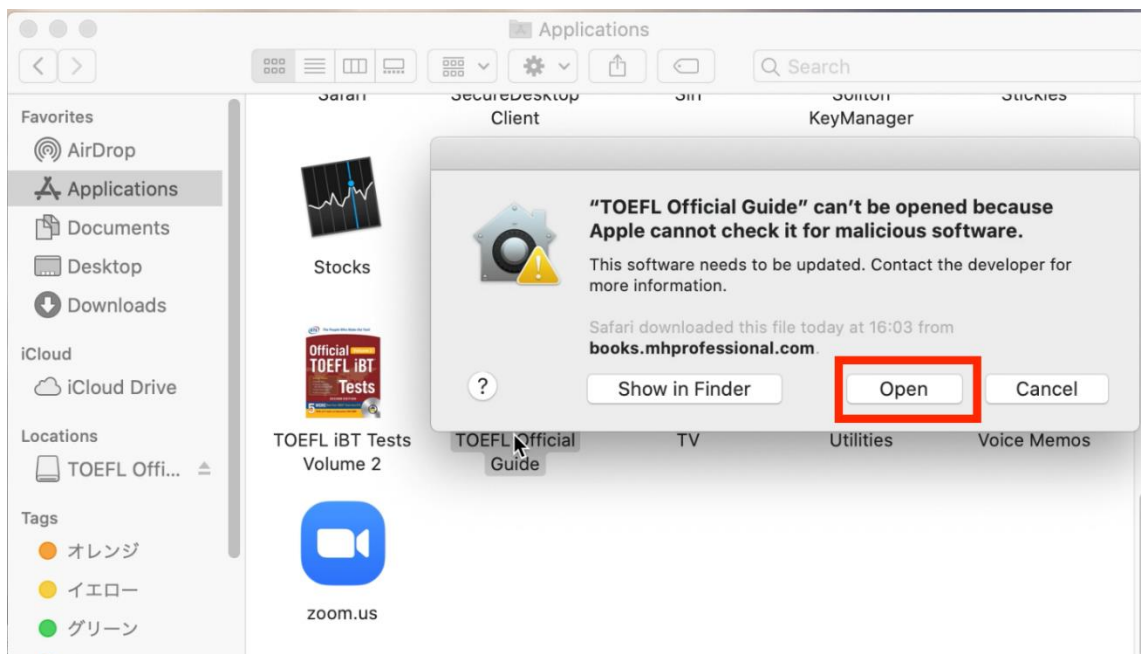 Applications
Search
Favorites
AirDrop
Applications
Documents
Desktop
Downloads
iCloud
iCloud Drive
Locations
TOEFL Offi...
Tags
オレンジ
イエロー
グリーン
Safari
SecureDesktop
Client
Siri
Soliton
KeyManager
Stickies
Stocks
Official
TOEFL iBT
Tests
TOEFL iBT Tests
Volume 2
TOEFL Official
Guide
TV
Utilities
Voice Memos
zoom.us
“TOEFL Official Guide” can’t be opened because
Apple cannot check it for malicious software.
This software needs to be updated. Contact the developer for
more information.
Safari downloaded this file today at 16:03 from
books.mhprofessional.com.
?
Show in Finder
Open
Cancel